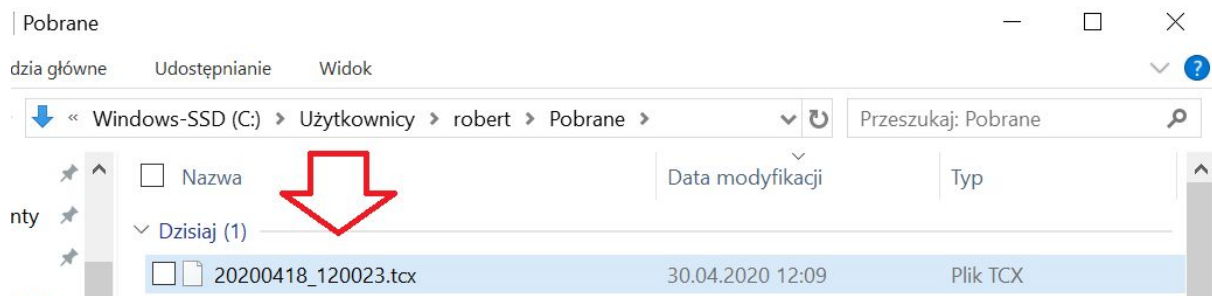 Pobrane
dzia główne Udostępnianie Widok ?
« Windows-SSD (C:) > Użytkownicy > robert > Pobrane > Przeszukaj: Pobrane
Nazwa Data modyfikacji Typ
nty
Dzisiaj (1)
20200418_120023.tcx 30.04.2020 12:09 Plik TCX